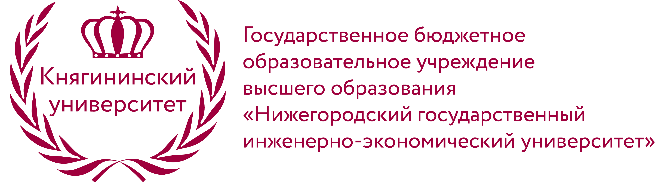 Княгининский
университет
Государственное бюджетное
образовательное учреждение
высшего образования
«Нижегородский государственный
инженерно-экономический университет»